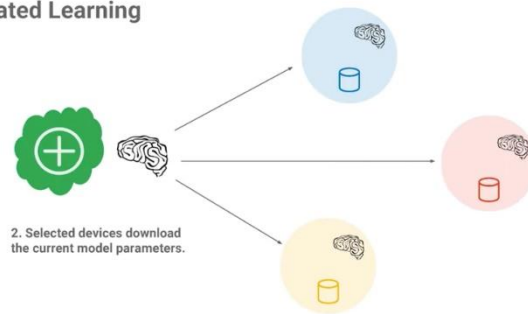 ated Learning
2. Selected devices download
the current model parameters.